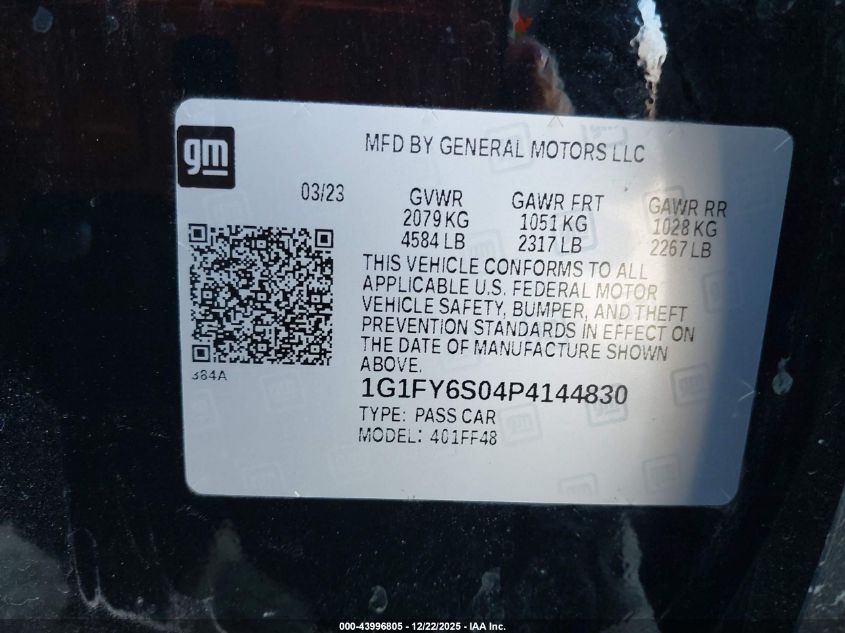 gm
MFD BY GENERAL MOTORS LLC
03/23
GVWR
2079 KG
4584 LB
GAWR FRT
1051 KG
2317 LB
GAWR RR
1028 KG
2267 LB
THIS VEHICLE CONFORMS TO ALL
APPLICABLE U.S. FEDERAL MOTOR
VEHICLE SAFETY, BUMPER, AND THEFT
PREVENTION STANDARDS IN EFFECT ON
THE DATE OF MANUFACTURE SHOWN
ABOVE.
384A
1G1FY6S04P4144830
TYPE: PASS CAR
MODEL: 401FF48
000-43996805 - 12/22/2025 - IAA Inc.